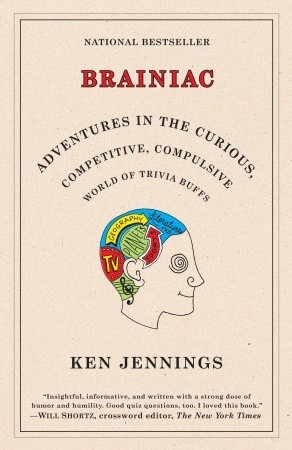 NATIONAL BESTSELLER
BRAINIAC
ADVENTURES IN THE CURIOUS,
COMPETITIVE, COMPULSIVE
WORLD OF TRIVIA BUFFS
GEOGRAPHY
literature
TV
KEN JENNINGS
"Insightful, informative, and written with a strong dose of
humor and humility. Good quiz questions, too. I loved this book."
—WILL SHORTZ, crossword editor, The New York Times